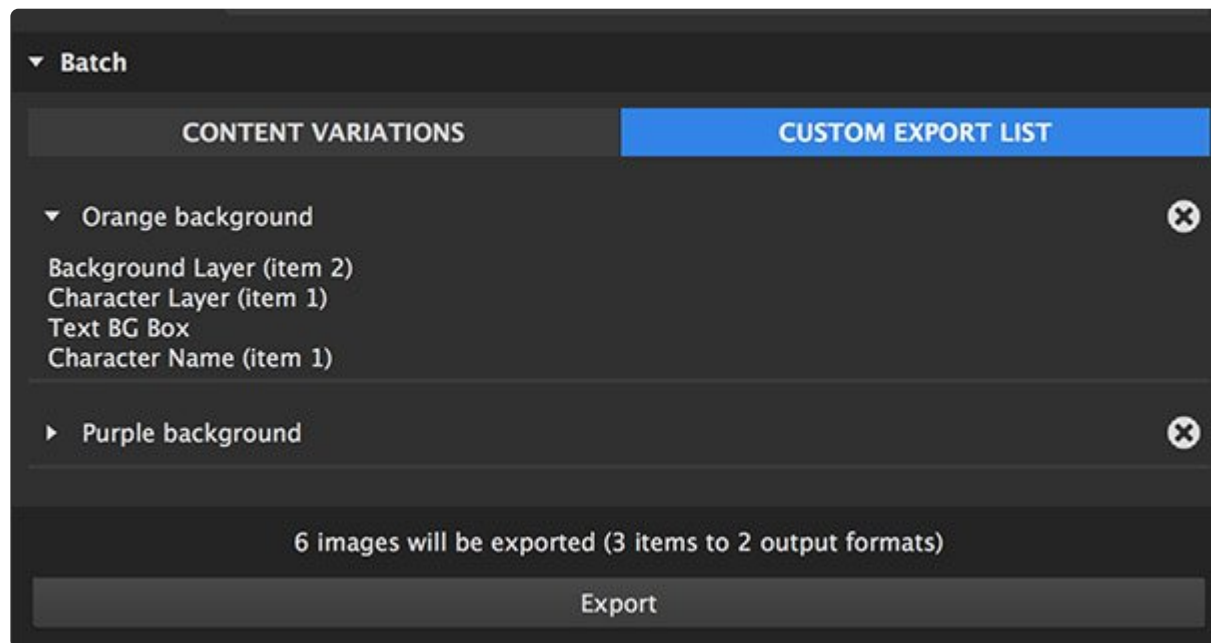 Batch
CONTENT VARIATIONS
CUSTOM EXPORT LIST
Orange background
Background Layer (item 2)
Character Layer (item 1)
Text BG Box
Character Name (item 1)
Purple background
6 images will be exported (3 items to 2 output formats)
Export